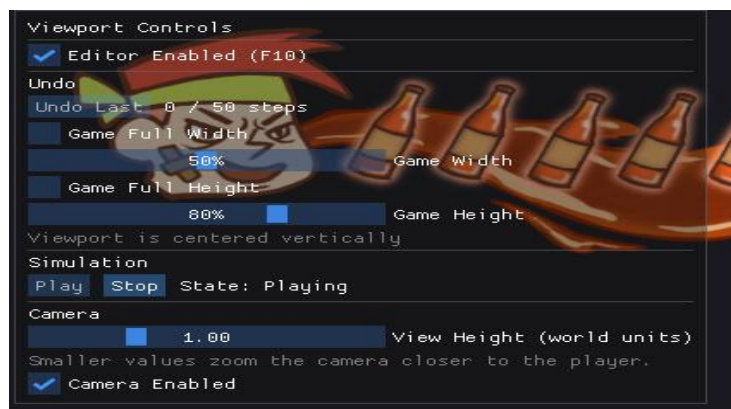 Viewport Controls
Editor Enabled (F10)
Undo
Undo Last 0 / 50 steps
Game Full Width
50% Game Width
Game Full Height
80% Game Height
Viewport is centered vertically
Simulation
Play Stop State: Playing
Camera
1.00 View Height (world units)
Smaller values zoom the camera closer to the player.
Camera Enabled